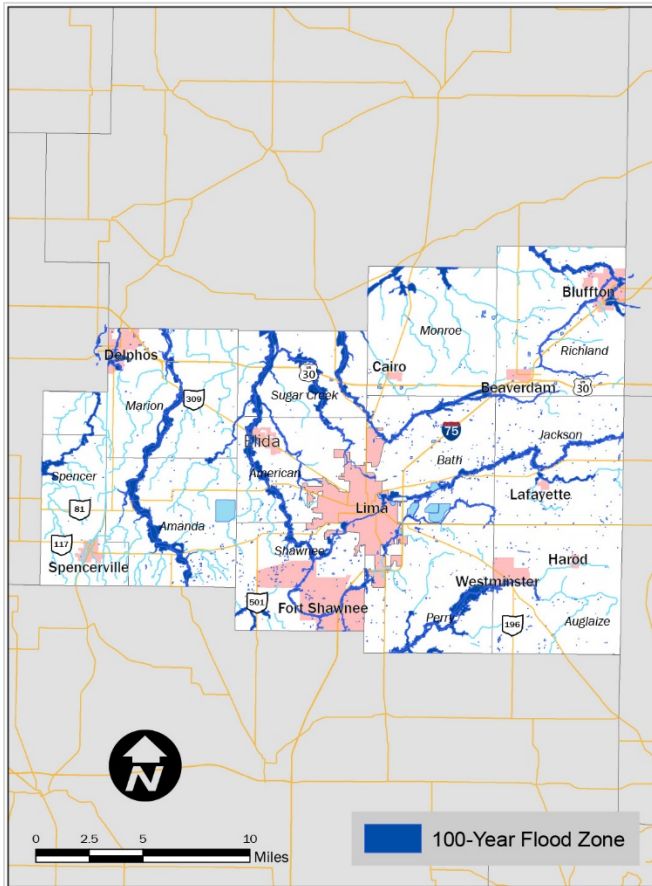 Bluffton
Monroe
Richland
Delphos
Cairo
30
Beaverdam
30
Sugar Creek
309
Marion
75
Elida
Jackson
Bath
American
Spencer
Lafayette
81
Lima
Amanda
117
Shawnee
Harod
Spencerville
Westminster
501
Fort Shawnee
Perry
196
Auglaize
N
0 2.5 5 10
Miles
100-Year Flood Zone